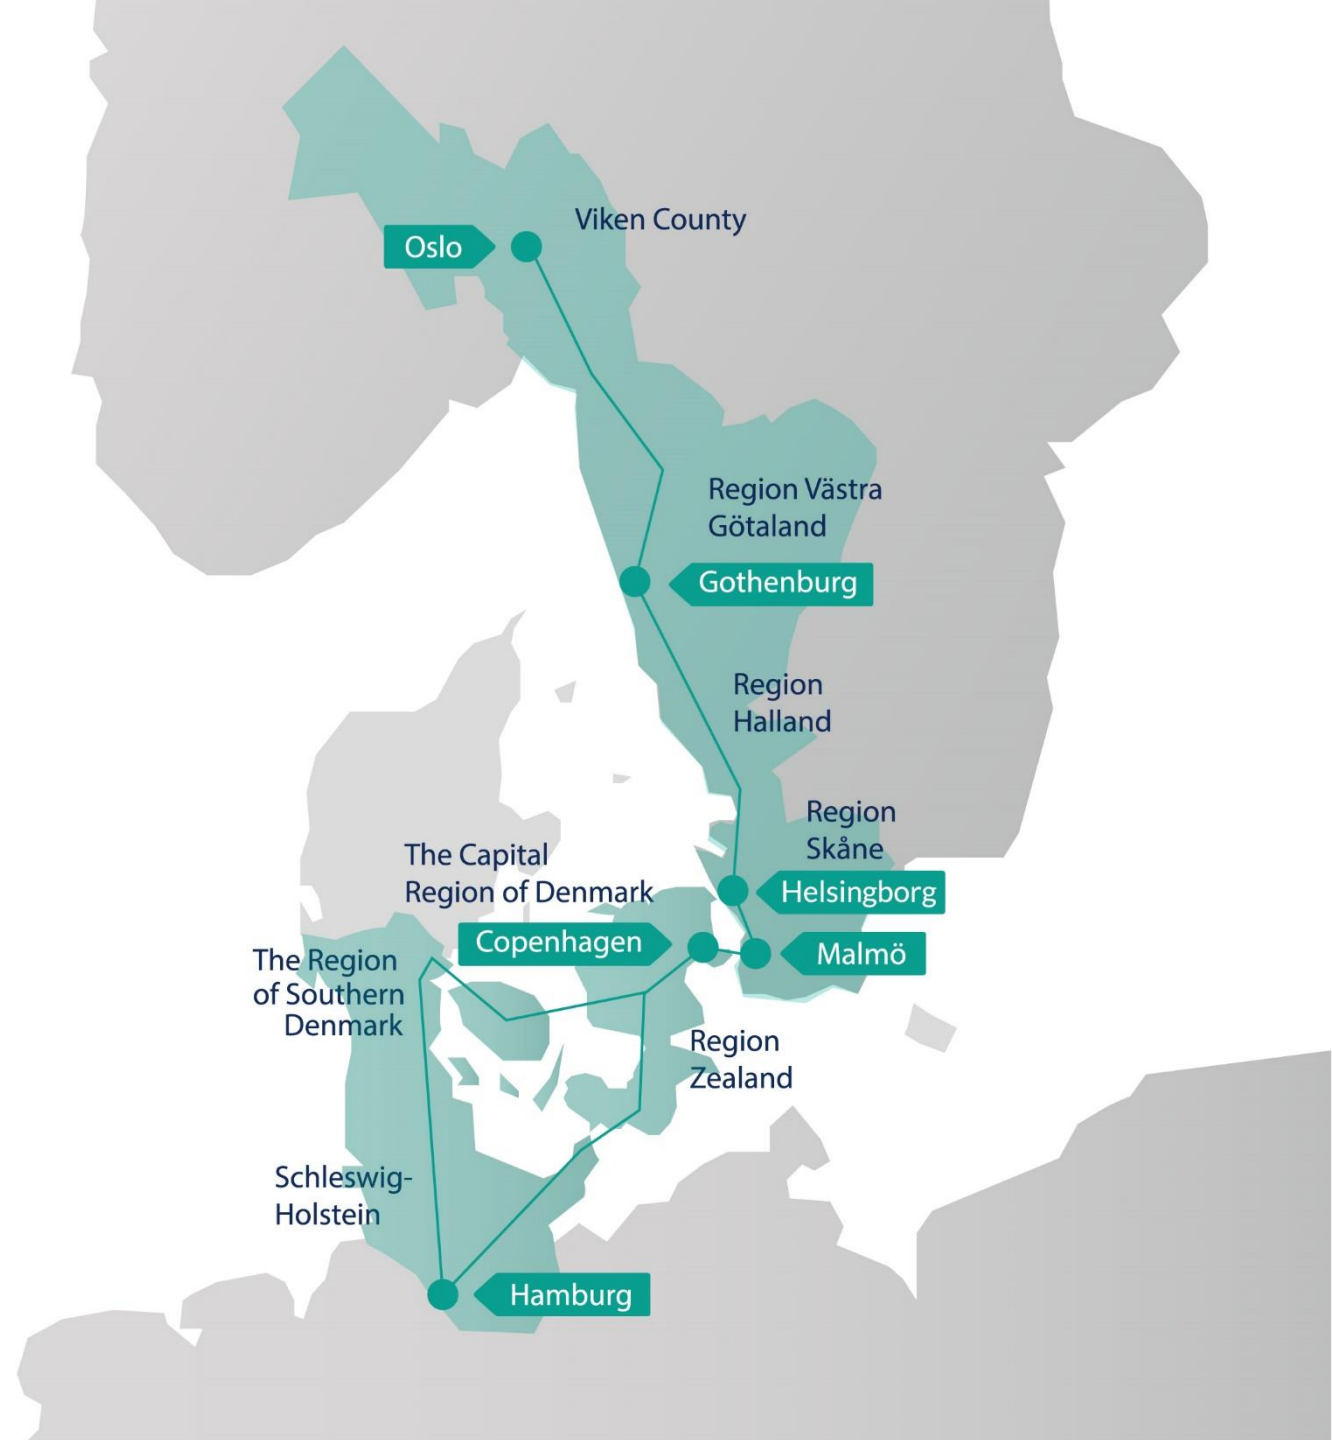 Viken County
Oslo
Region Västra
Götaland
Gothenburg
Region
Halland
Region
Skåne
The Capital
Region of Denmark
Helsingborg
Copenhagen
Malmö
The Region
of Southern
Denmark
Region
Zealand
Schleswig-
Holstein
Hamburg